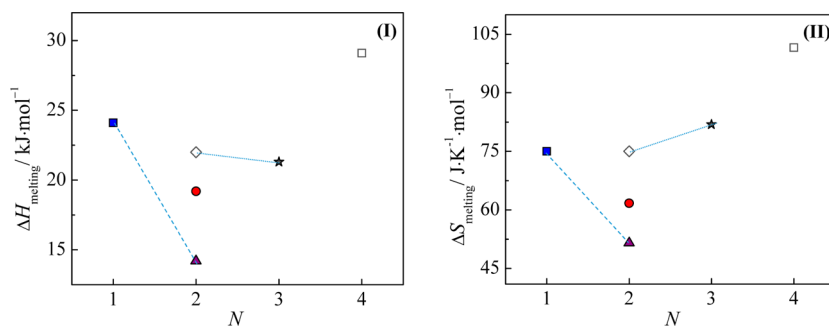 (I)
30
25
20
15
ΔH_melting/ kJ·mol⁻¹
1 2 3 4
N
(II)
105
90
75
60
45
ΔS_melting/ J·K⁻¹·mol⁻¹
1 2 3 4
N